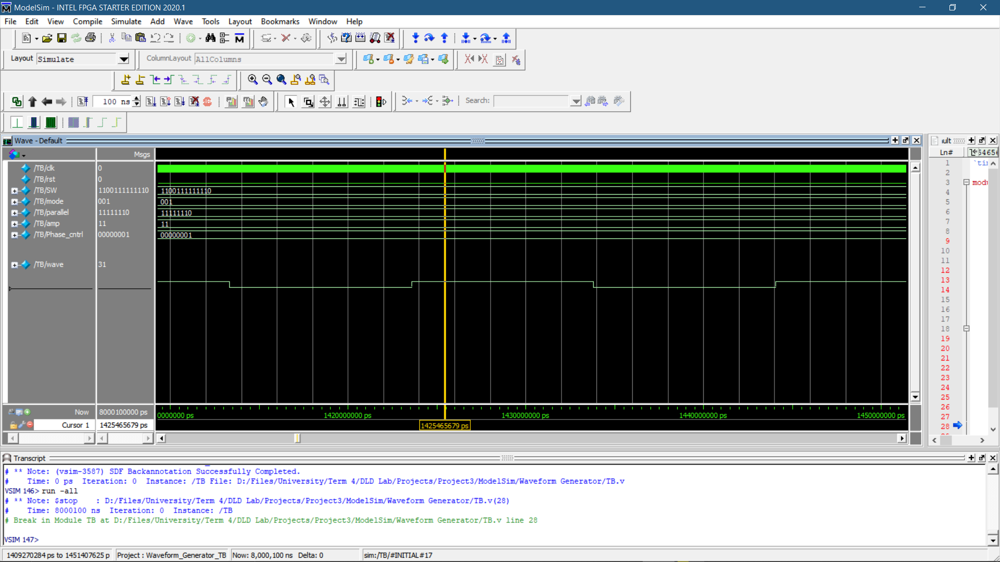 ModelSim - INTEL FPGA STARTER EDITION 2020.1
File Edit View Compile Simulate Add Wave Tools Layout Bookmarks Window Help
Layout Simulate ColumnLayout AllColumns
100 ns Search:
Wave - Default
Msgs
/TB/clk 0
/TB/rst 0
/TB/SW 1100111111110 1100111111110
/TB/mode 001 001
/TB/parallel 11111110 11111110
/TB/amp 11 11
/TB/Phase_cntrl 00000001 00000001
/TB/wave 31
Now 8000100000 ps 0000000 ps 1420000000 ps 1430000000 ps 1440000000 ps 1450000000 ps
Cursor 1 1425465679 ps 1425465679 ps
ult
Ln#
1 `tin
2
3 modu
4
5
6
7
8
9
10
11
12
13
14
15
16
17
18
19
20
21
22
23
24
25
26
27
28
Transcript
# ** Note: (vsim-3587) SDF Backannotation Successfully Completed.
# Time: 0 ps Iteration: 0 Instance: /TB File: D:/Files/University/Term 4/DLD Lab/Projects/Project3/ModelSim/Waveform Generator/TB.v
VSIM 146> run -all
# ** Note: $stop : D:/Files/University/Term 4/DLD Lab/Projects/Project3/ModelSim/Waveform Generator/TB.v(28)
# Time: 8000100 ns Iteration: 0 Instance: /TB
# Break in Module TB at D:/Files/University/Term 4/DLD Lab/Projects/Project3/ModelSim/Waveform Generator/TB.v line 28
VSIM 147>
1409270284 ps to 1451407625 p Project : Waveform_Generator_TB Now: 8,000,100 ns Delta: 0 sim:/TB/#INITIAL#17